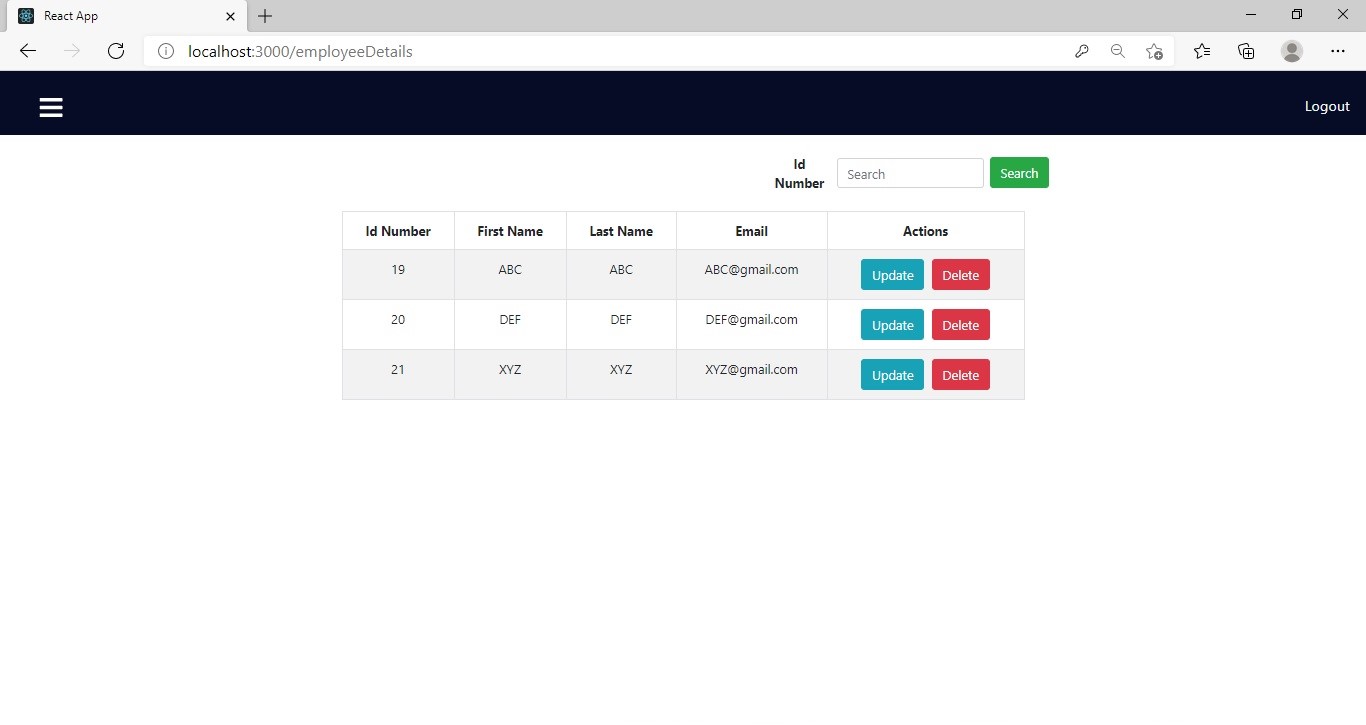 React App
localhost:3000/employeeDetails
Logout
Id
Number
Search
Search
Id Number First Name Last Name Email Actions
19 ABC ABC ABC@gmail.com Update Delete
20 DEF DEF DEF@gmail.com Update Delete
21 XYZ XYZ XYZ@gmail.com Update Delete